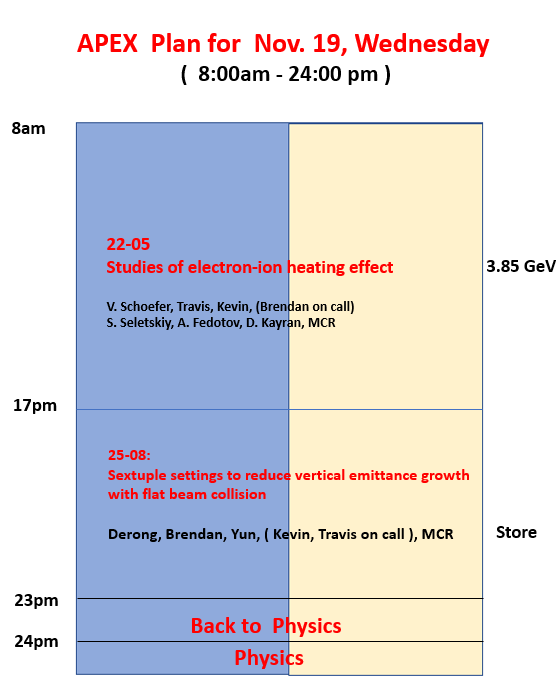 APEX Plan for Nov. 19, Wednesday
( 8:00am - 24:00 pm )
8am
22-05
Studies of electron-ion heating effect
3.85 GeV
V. Schoefer, Travis, Kevin, (Brendan on call)
S. Seletskiy, A. Fedotov, D. Kayran, MCR
17pm
25-08:
Sextuple settings to reduce vertical emittance growth
with flat beam collision
Derong, Brendan, Yun, ( Kevin, Travis on call ), MCR
Store
23pm
Back to Physics
24pm
Physics